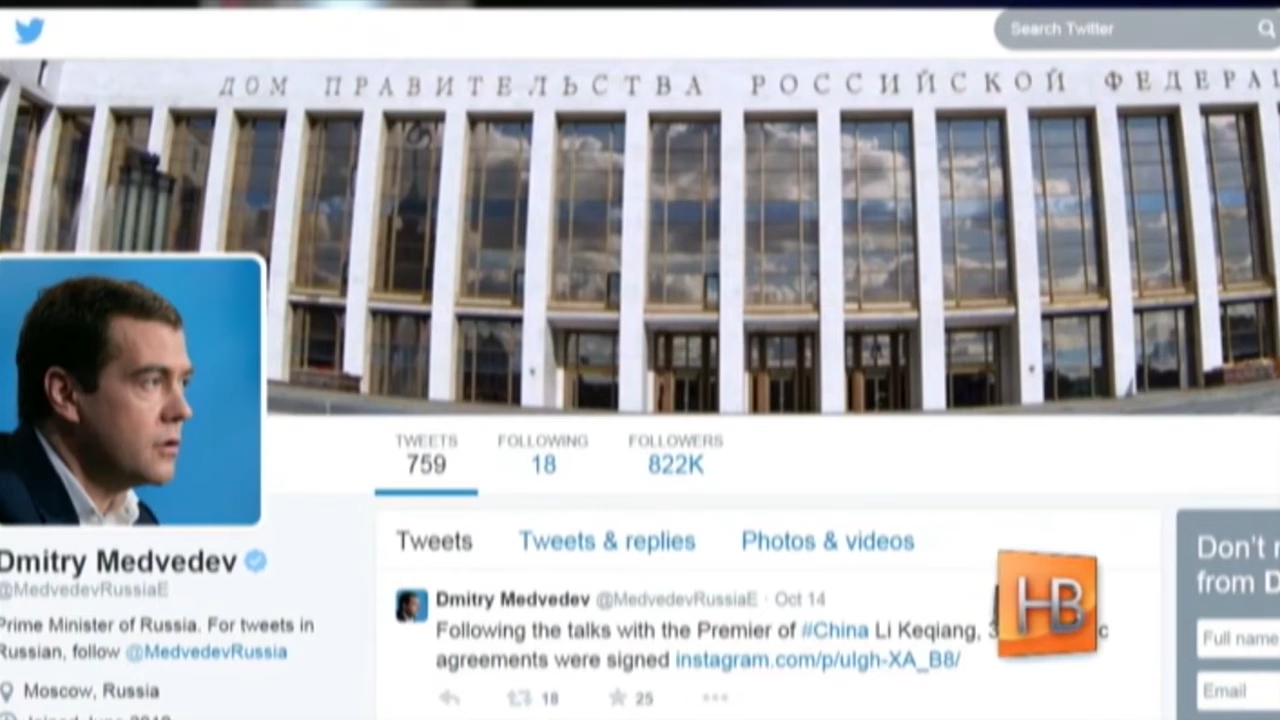 Search Twitter
ДОМ ПРАВИТЕЛЬСТВА РОССИЙСКОЙ ФЕДЕРА
TWEETS FOLLOWING FOLLOWERS
759 18 822K
Tweets Tweets & replies Photos & videos
Dmitry Medvedev
@MedvedevRussiaE
Prime Minister of Russia. For tweets in
Russian, follow @MedvedevRussia
Moscow, Russia
Dmitry Medvedev @MedvedevRussiaE · Oct 14
Following the talks with the Premier of #China Li Keqiang,
agreements were signed instagram.com/p/ulgh-XA_B8/
18 25
НВ
Don't
from
Full name
Email